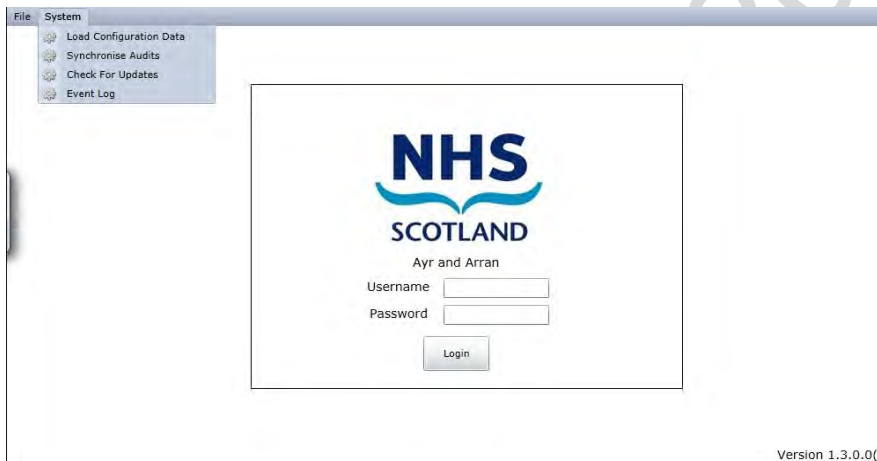 File System
Load Configuration Data
Synchronise Audits
Check For Updates
Event Log
NHS
SCOTLAND
Ayr and Arran
Username
Password
Login
Version 1.3.0.0(